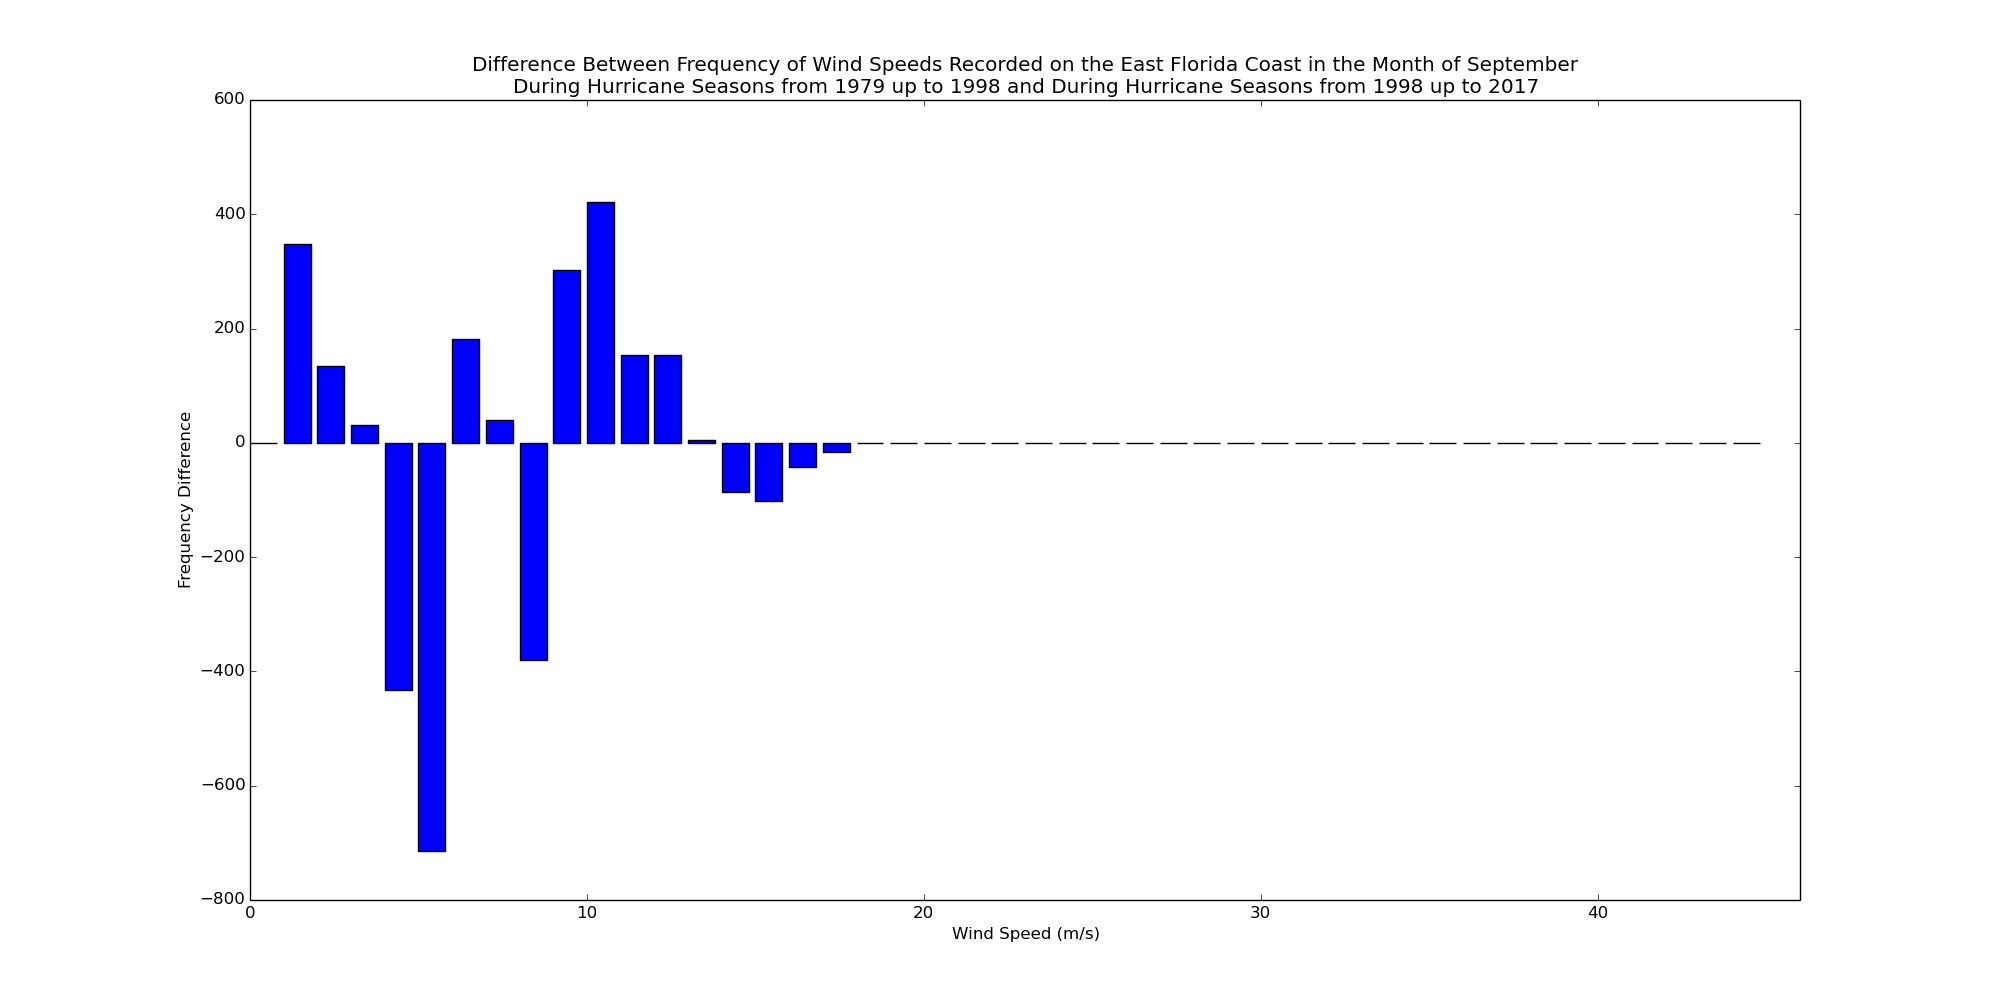 Difference Between Frequency of Wind Speeds Recorded on the East Florida Coast in the Month of September
During Hurricane Seasons from 1979 up to 1998 and During Hurricane Seasons from 1998 up to 2017
600
400
200
0
−200
−400
−600
−800
Frequency Difference
0 10 20 30 40
Wind Speed (m/s)